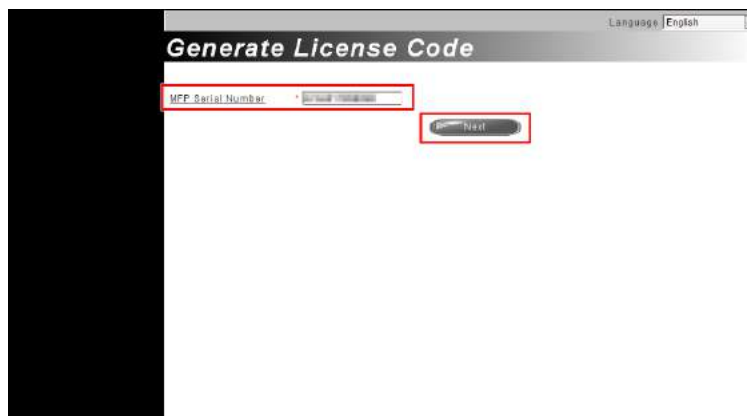 Language English
Generate License Code
MFP Serial Number *
Next